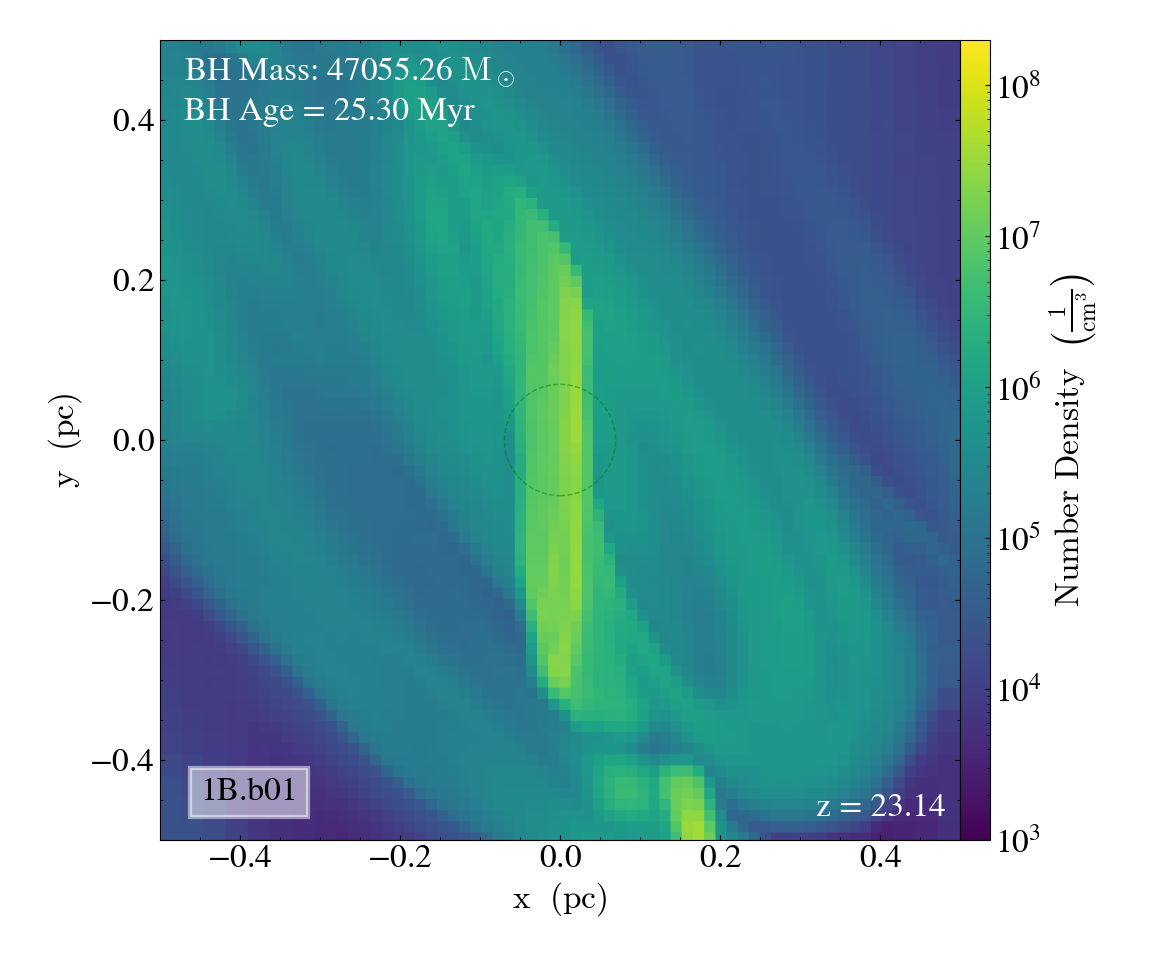 BH Mass: 47055.26 M⊙
BH Age = 25.30 Myr
0.4
0.2
0.0
−0.2
−0.4
y (pc)
1B.b01
z = 23.14
−0.4 −0.2 0.0 0.2 0.4
x (pc)
10⁸
10⁷
10⁶
10⁵
10⁴
10³
Number Density (1/cm³)